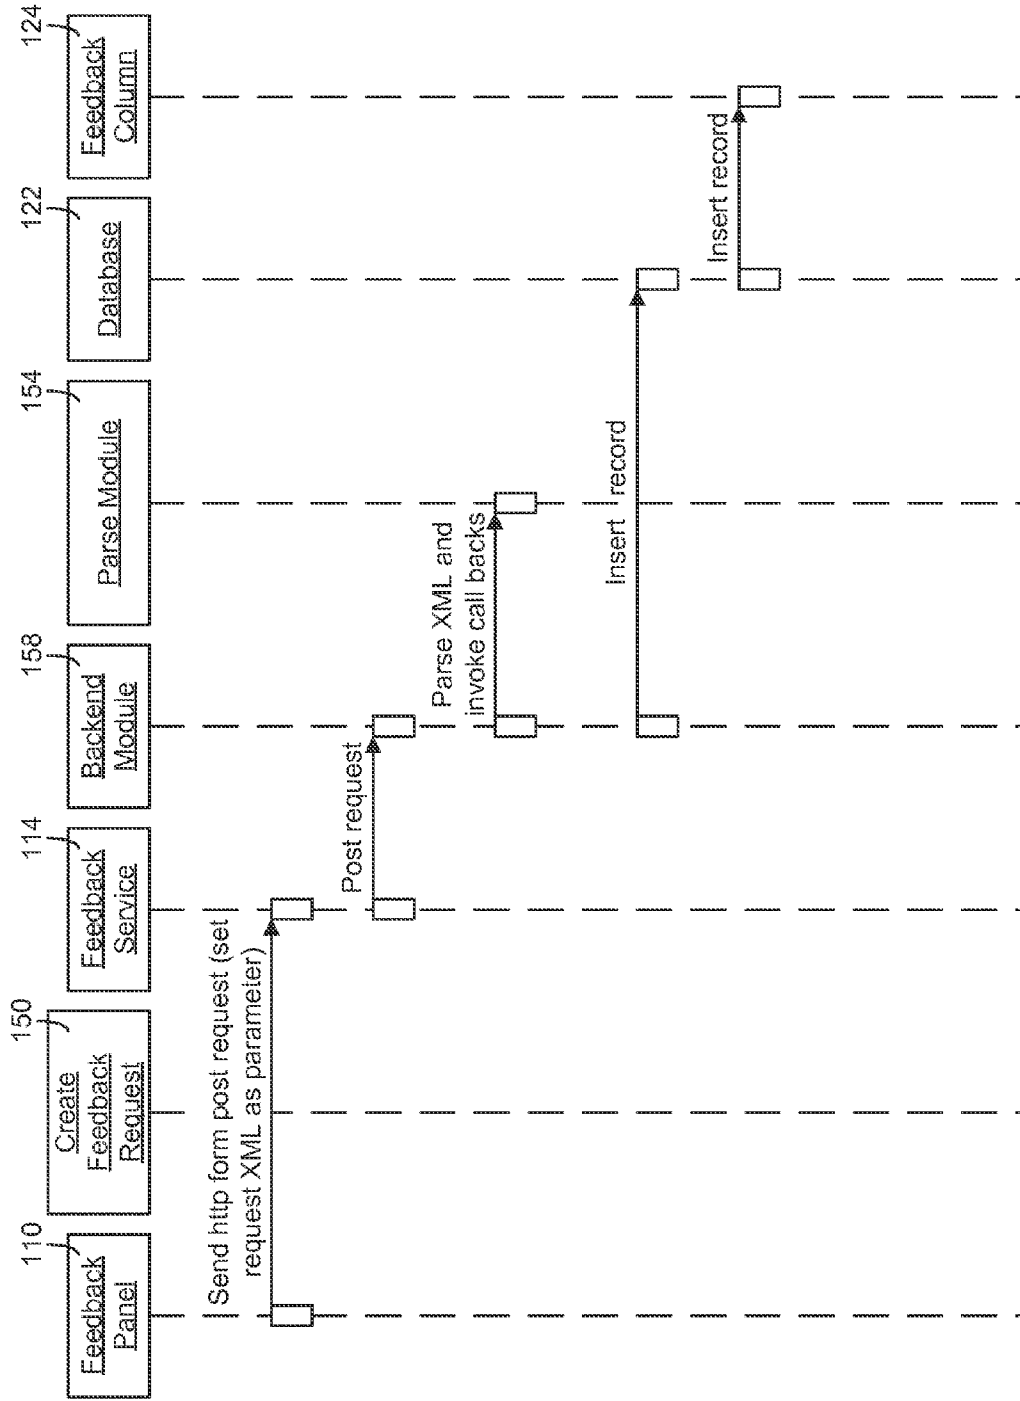 110
Feedback
Panel
150
Create
Feedback
Request
114
Feedback
Service
158
Backend
Module
154
Parse Module
122
Database
124
Feedback
Column
Send http form post request (set
request XML as parameter)
Post request
Parse XML and
invoke call backs
Insert record
Insert record